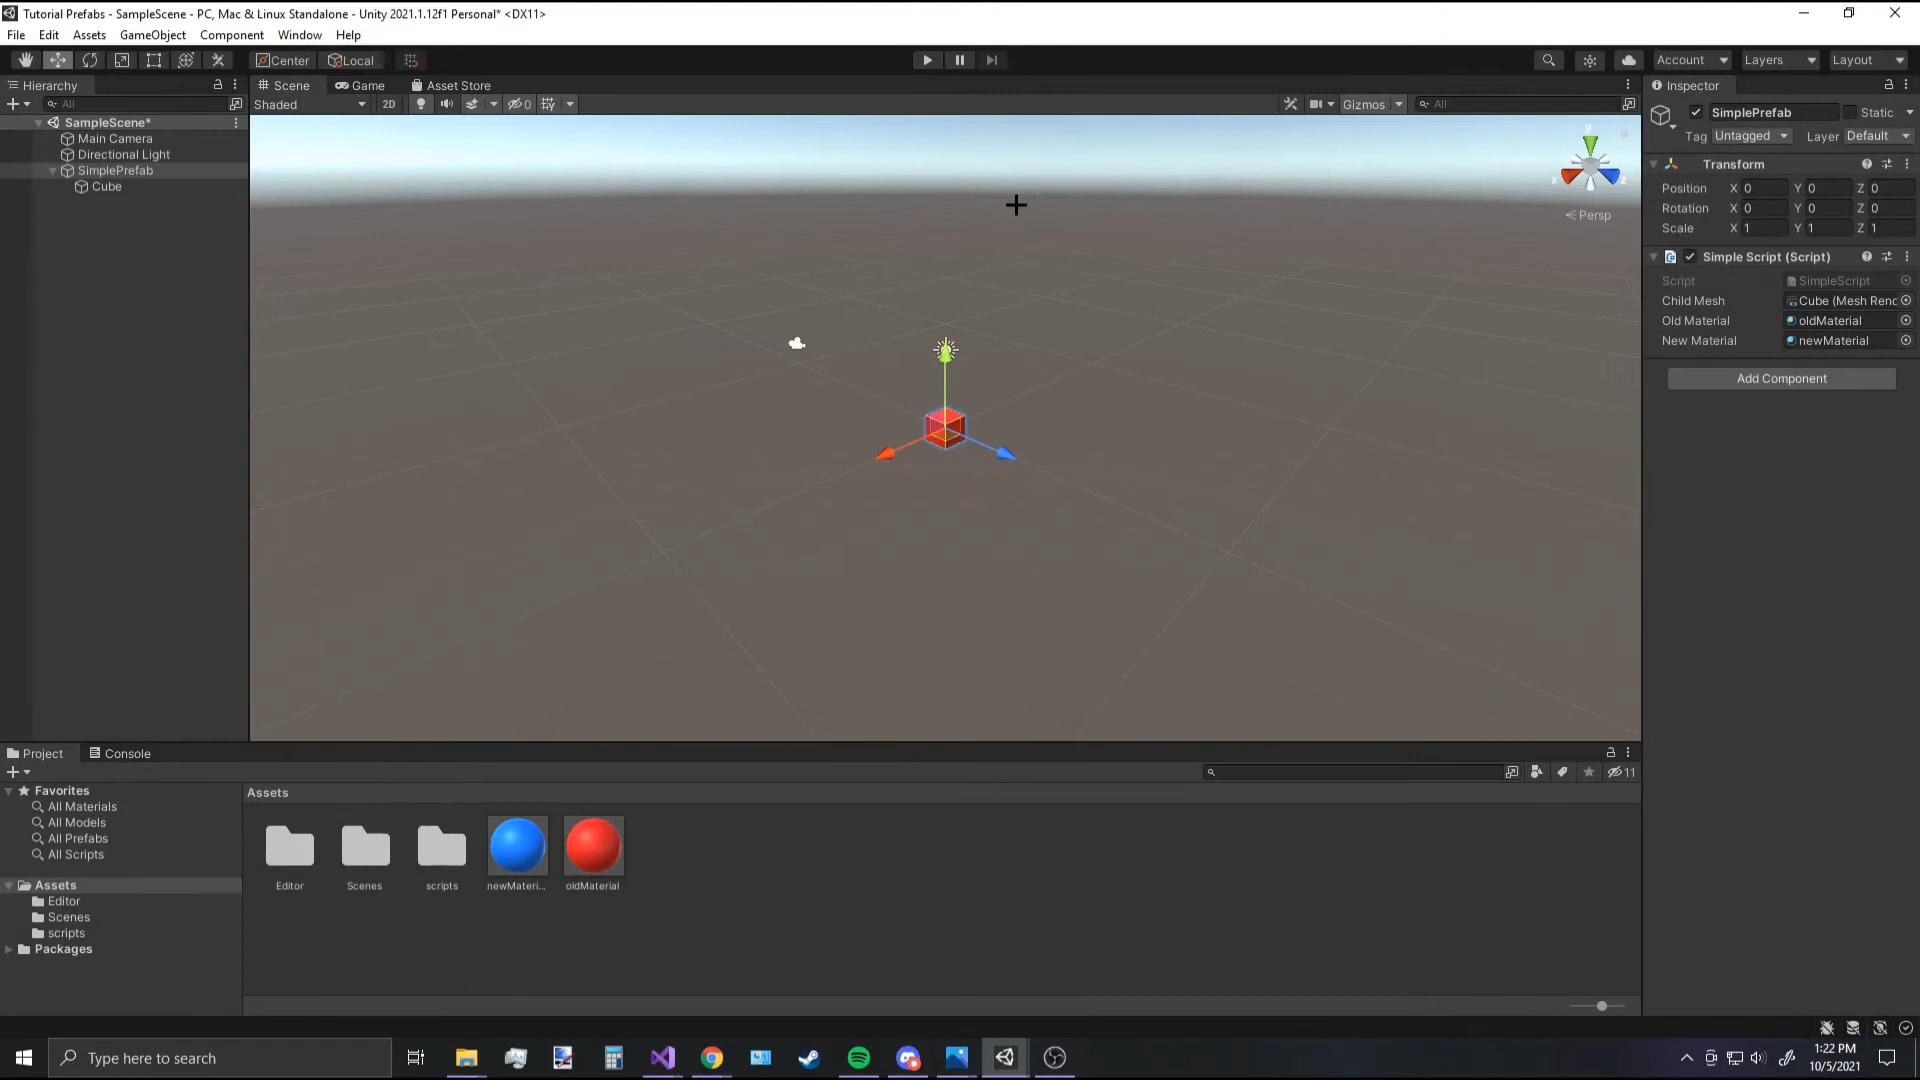 Tutorial Prefabs - SampleScene - PC, Mac & Linux Standalone - Unity 2021.1.12f1 Personal* <DX11>
File Edit Assets GameObject Component Window Help
Center Local Account Layers Layout
Hierarchy
All
SampleScene*
Main Camera
Directional Light
SimplePrefab
Cube
Scene Game Asset Store
Shaded 2D 0 Gizmos All
y
x z
Persp
Inspector
SimplePrefab Static
Tag Untagged Layer Default
Transform
Position X 0 Y 0 Z 0
Rotation X 0 Y 0 Z 0
Scale X 1 Y 1 Z 1
Simple Script (Script)
Script SimpleScript
Child Mesh Cube (Mesh Renc
Old Material oldMaterial
New Material newMaterial
Add Component
Project Console
11
Favorites
All Materials
All Models
All Prefabs
All Scripts
Assets
Editor
Scenes
scripts
Packages
Assets
Editor Scenes scripts newMateri... oldMaterial
Type here to search
1:22 PM
10/5/2021